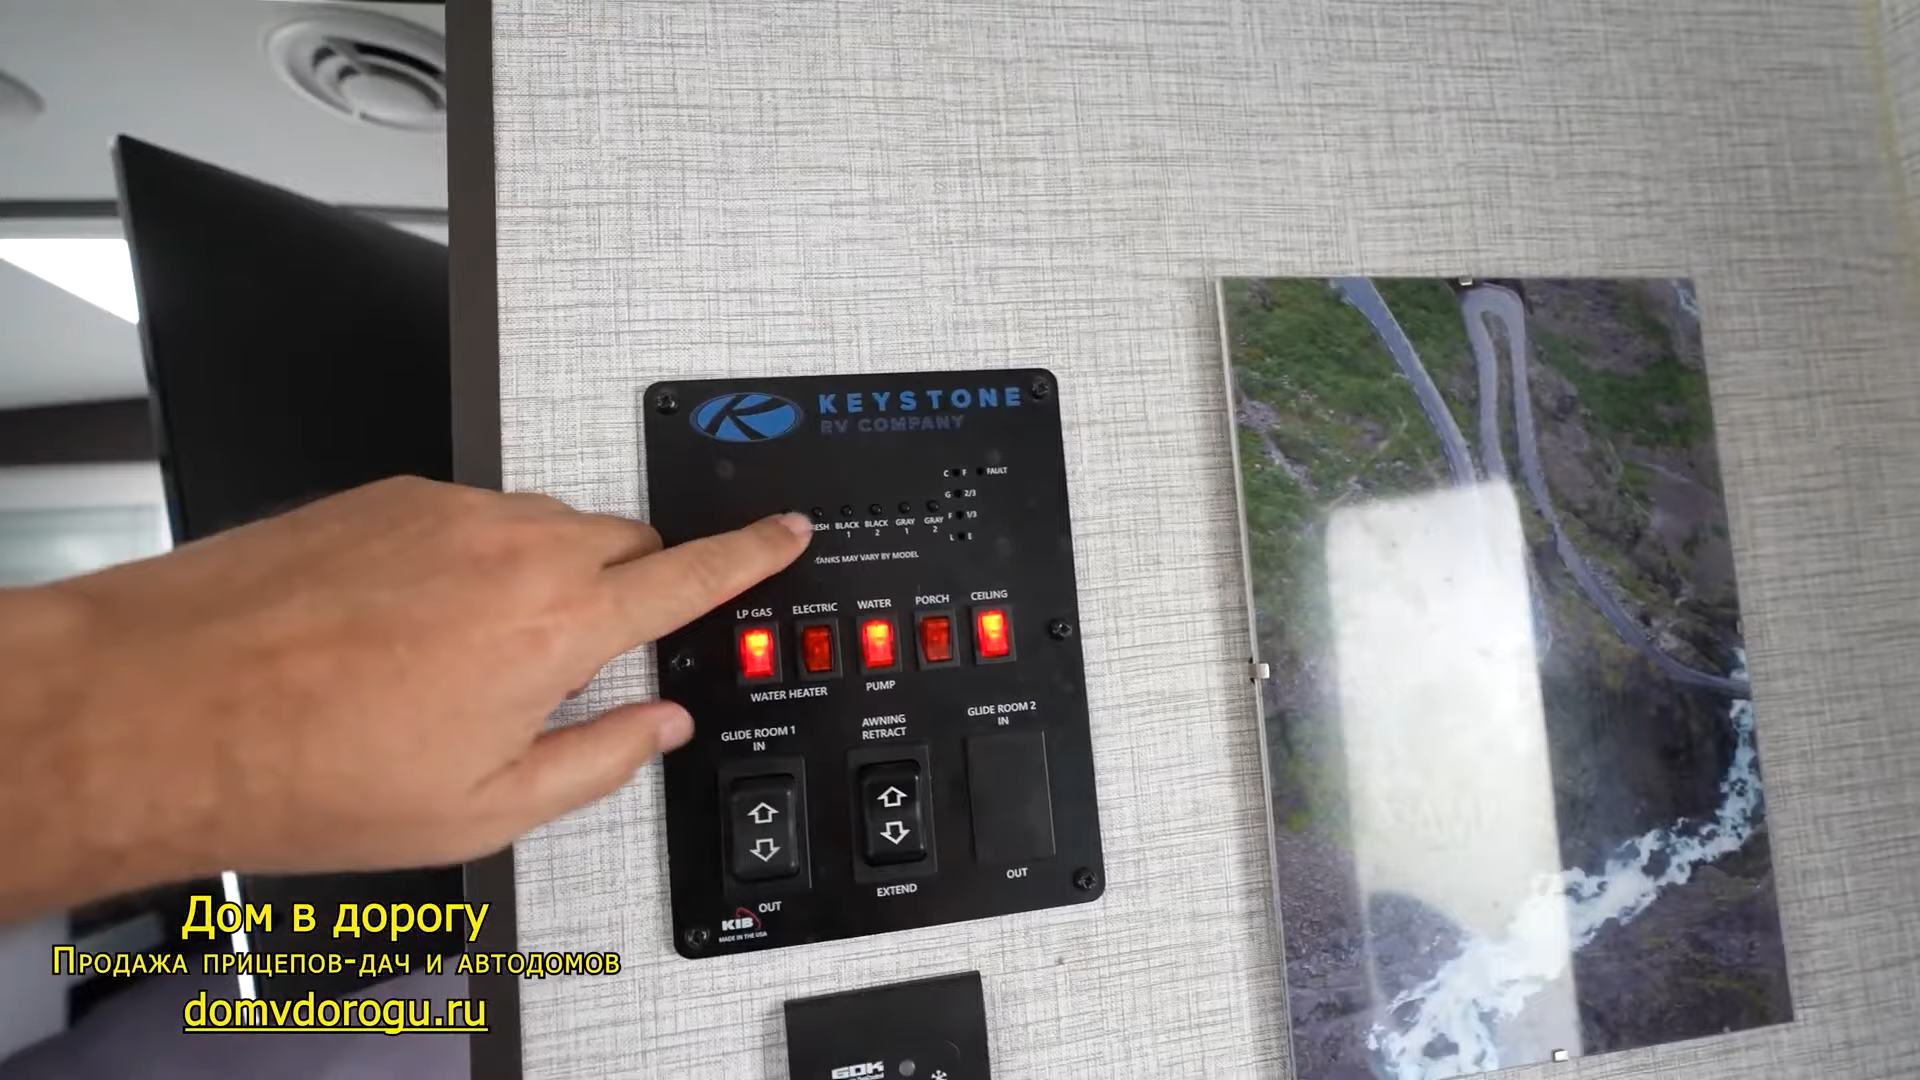 KEYSTONE
RV COMPANY
C F FAULT
G 2/3
F 1/3
L E
BLACK 1
BLACK 2
GRAY 1
GRAY 2
TANKS MAY VARY BY MODEL
LP GAS
ELECTRIC
WATER
PORCH
CEILING
WATER HEATER
PUMP
GLIDE ROOM 1
IN
AWNING
RETRACT
GLIDE ROOM 2
IN
OUT
EXTEND
OUT
KIB
MADE IN THE USA
Дом в дорогу
Продажа прицепов-дач и автодомов
domvdorogu.ru